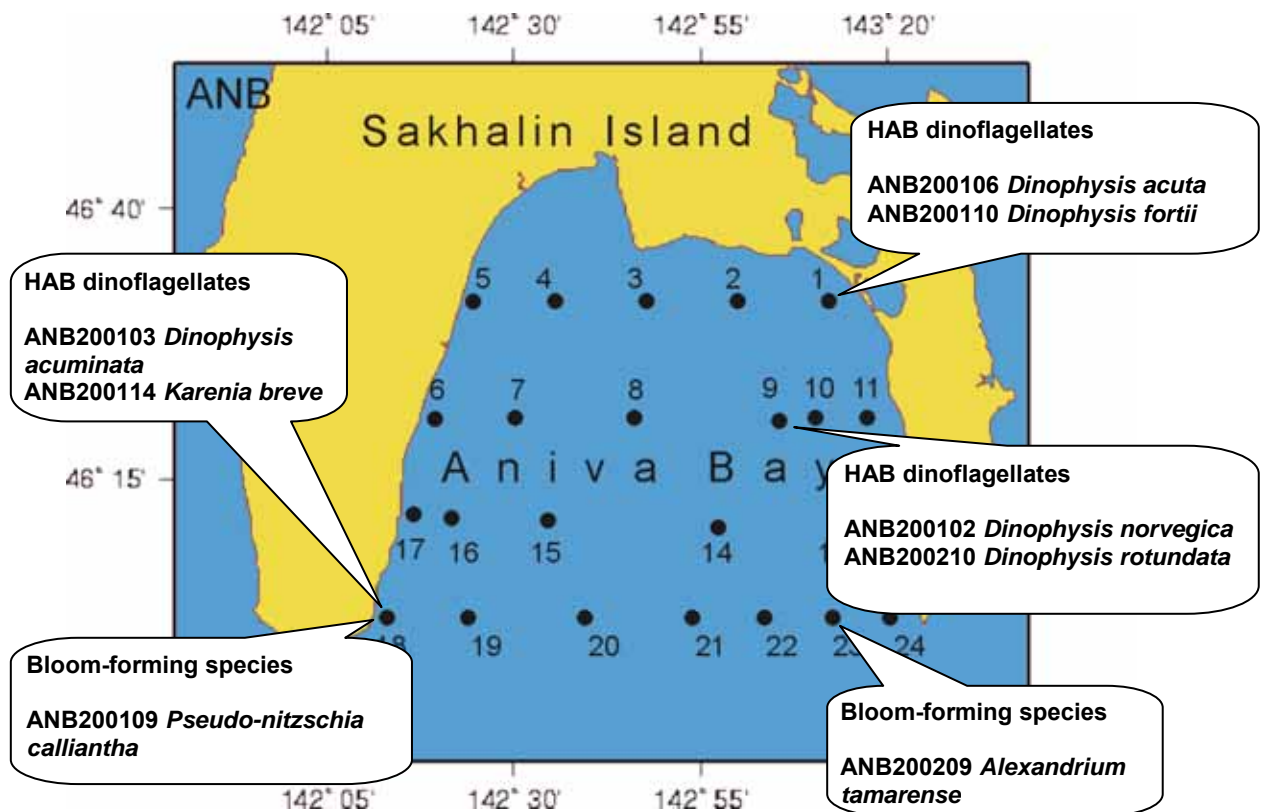 142° 05' 142° 30' 142° 55' 143° 20'
ANB
Sakhalin Island
HAB dinoflagellates
ANB200106 Dinophysis acuta
ANB200110 Dinophysis fortii
46° 40'
HAB dinoflagellates
ANB200103 Dinophysis
acuminata
ANB200114 Karenia breve
5 4 3 2 1
6 7 8 9 10 11
Aniva Bay
46° 15'
HAB dinoflagellates
ANB200102 Dinophysis norvegica
ANB200210 Dinophysis rotundata
17 16 15 14
18 19 20 21 22 23 24
Bloom-forming species
ANB200109 Pseudo-nitzschia
calliantha
Bloom-forming species
ANB200209 Alexandrium
tamarense
142° 05' 142° 30' 142° 55'